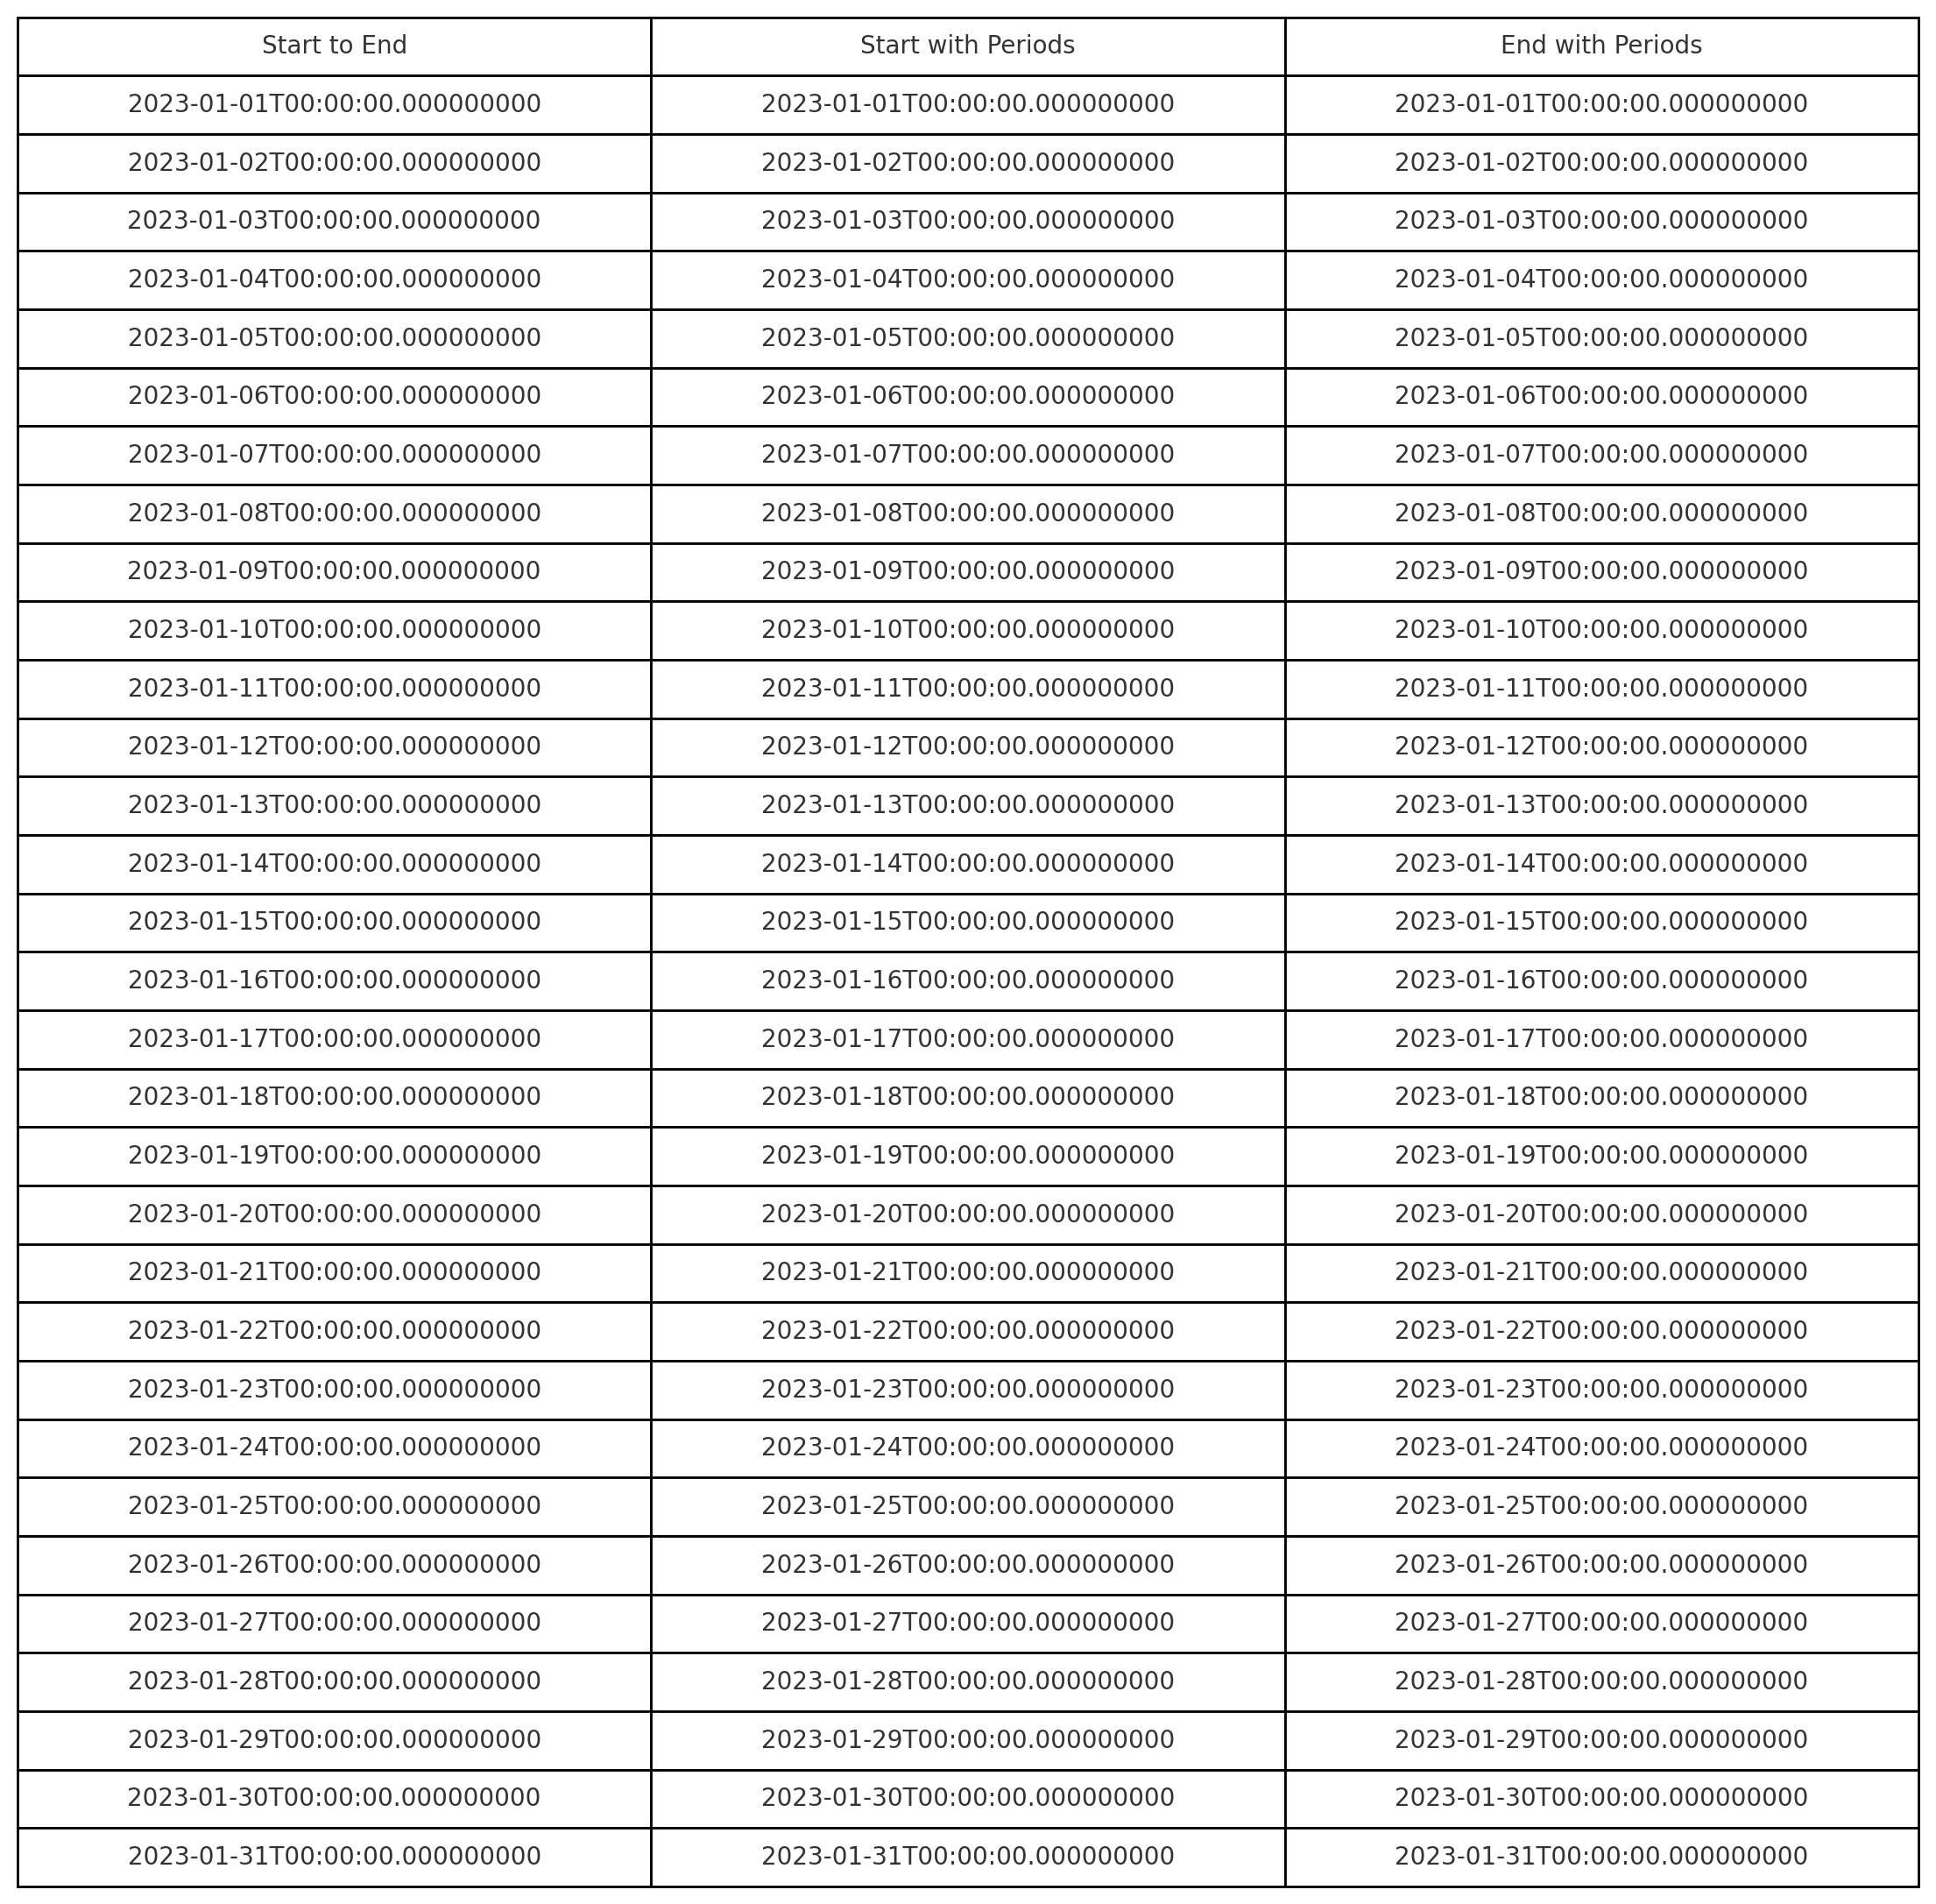 Start to End Start with Periods End with Periods
2023-01-01T00:00:00.000000000 2023-01-01T00:00:00.000000000 2023-01-01T00:00:00.000000000
2023-01-02T00:00:00.000000000 2023-01-02T00:00:00.000000000 2023-01-02T00:00:00.000000000
2023-01-03T00:00:00.000000000 2023-01-03T00:00:00.000000000 2023-01-03T00:00:00.000000000
2023-01-04T00:00:00.000000000 2023-01-04T00:00:00.000000000 2023-01-04T00:00:00.000000000
2023-01-05T00:00:00.000000000 2023-01-05T00:00:00.000000000 2023-01-05T00:00:00.000000000
2023-01-06T00:00:00.000000000 2023-01-06T00:00:00.000000000 2023-01-06T00:00:00.000000000
2023-01-07T00:00:00.000000000 2023-01-07T00:00:00.000000000 2023-01-07T00:00:00.000000000
2023-01-08T00:00:00.000000000 2023-01-08T00:00:00.000000000 2023-01-08T00:00:00.000000000
2023-01-09T00:00:00.000000000 2023-01-09T00:00:00.000000000 2023-01-09T00:00:00.000000000
2023-01-10T00:00:00.000000000 2023-01-10T00:00:00.000000000 2023-01-10T00:00:00.000000000
2023-01-11T00:00:00.000000000 2023-01-11T00:00:00.000000000 2023-01-11T00:00:00.000000000
2023-01-12T00:00:00.000000000 2023-01-12T00:00:00.000000000 2023-01-12T00:00:00.000000000
2023-01-13T00:00:00.000000000 2023-01-13T00:00:00.000000000 2023-01-13T00:00:00.000000000
2023-01-14T00:00:00.000000000 2023-01-14T00:00:00.000000000 2023-01-14T00:00:00.000000000
2023-01-15T00:00:00.000000000 2023-01-15T00:00:00.000000000 2023-01-15T00:00:00.000000000
2023-01-16T00:00:00.000000000 2023-01-16T00:00:00.000000000 2023-01-16T00:00:00.000000000
2023-01-17T00:00:00.000000000 2023-01-17T00:00:00.000000000 2023-01-17T00:00:00.000000000
2023-01-18T00:00:00.000000000 2023-01-18T00:00:00.000000000 2023-01-18T00:00:00.000000000
2023-01-19T00:00:00.000000000 2023-01-19T00:00:00.000000000 2023-01-19T00:00:00.000000000
2023-01-20T00:00:00.000000000 2023-01-20T00:00:00.000000000 2023-01-20T00:00:00.000000000
2023-01-21T00:00:00.000000000 2023-01-21T00:00:00.000000000 2023-01-21T00:00:00.000000000
2023-01-22T00:00:00.000000000 2023-01-22T00:00:00.000000000 2023-01-22T00:00:00.000000000
2023-01-23T00:00:00.000000000 2023-01-23T00:00:00.000000000 2023-01-23T00:00:00.000000000
2023-01-24T00:00:00.000000000 2023-01-24T00:00:00.000000000 2023-01-24T00:00:00.000000000
2023-01-25T00:00:00.000000000 2023-01-25T00:00:00.000000000 2023-01-25T00:00:00.000000000
2023-01-26T00:00:00.000000000 2023-01-26T00:00:00.000000000 2023-01-26T00:00:00.000000000
2023-01-27T00:00:00.000000000 2023-01-27T00:00:00.000000000 2023-01-27T00:00:00.000000000
2023-01-28T00:00:00.000000000 2023-01-28T00:00:00.000000000 2023-01-28T00:00:00.000000000
2023-01-29T00:00:00.000000000 2023-01-29T00:00:00.000000000 2023-01-29T00:00:00.000000000
2023-01-30T00:00:00.000000000 2023-01-30T00:00:00.000000000 2023-01-30T00:00:00.000000000
2023-01-31T00:00:00.000000000 2023-01-31T00:00:00.000000000 2023-01-31T00:00:00.000000000